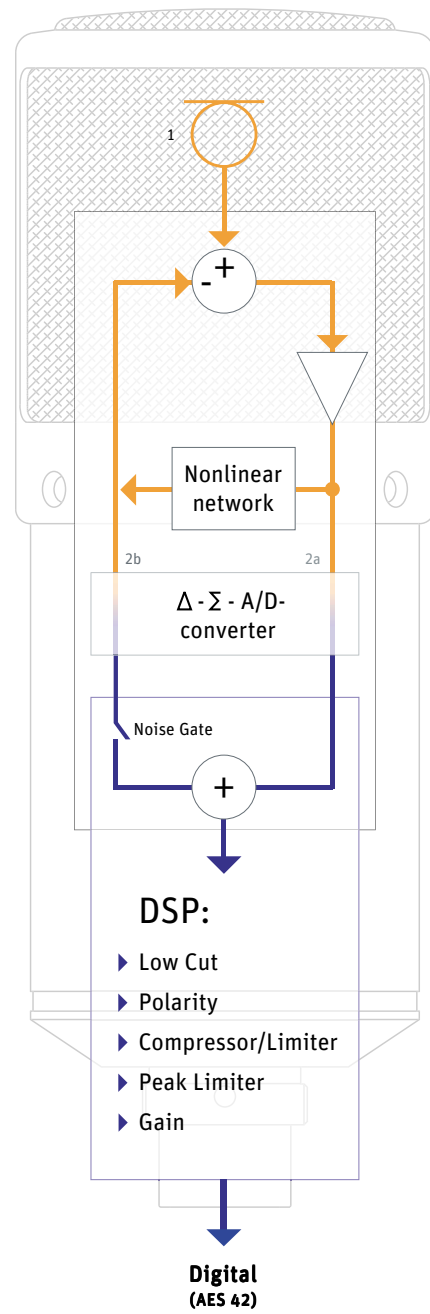 1
- +
Nonlinear
network
2b
2a
Δ - Σ - A/D-
converter
Noise Gate
+
DSP:
Low Cut
Polarity
Compressor/Limiter
Peak Limiter
Gain
Digital
(AES 42)